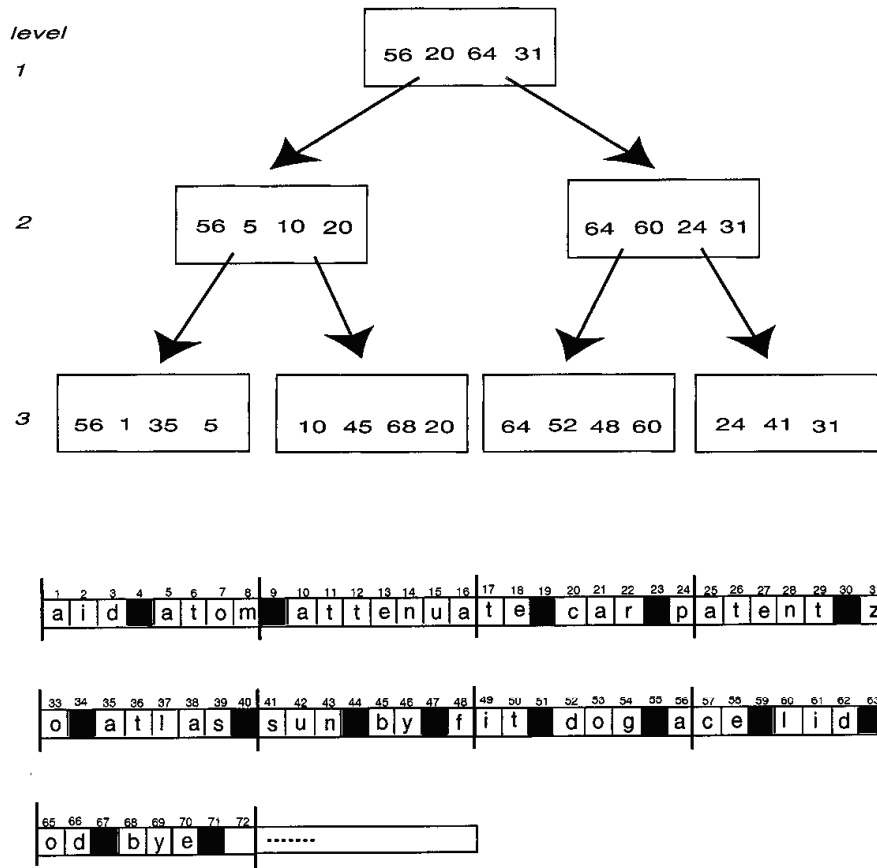 level
1
56 20 64 31
2
56 5 10 20
64 60 24 31
3
56 1 35 5
10 45 68 20
64 52 48 60
24 41 31
1 2 3 4 5 6 7 8 9 10 11 12 13 14 15 16 17 18 19 20 21 22 23 24 25 26 27 28 29 30
a i d a t o m a t t e n u a t e c a r p a t e n t z
33 34 35 36 37 38 39 40 41 42 43 44 45 46 47 48 49 50 51 52 53 54 55 56 57 58 59 60 61 62 63
o a t l a s s u n b y f i t d o g a c e l i d
65 66 67 68 69 70 71 72
o d b y e .......